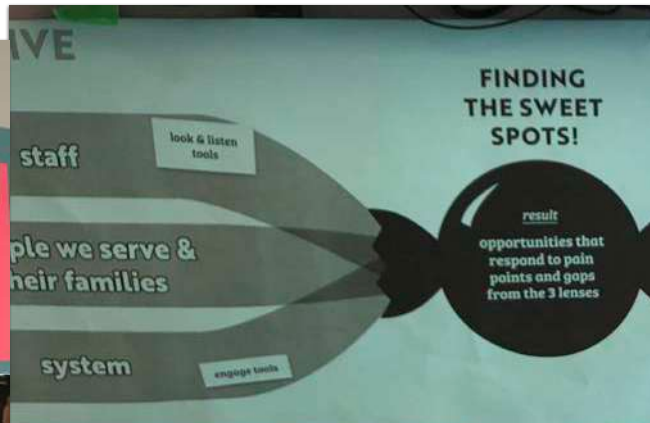 IVE
FINDING
THE SWEET
SPOTS!
staff
look & listen
tools
ple we serve &
heir families
system
engage tools
result
opportunities that
respond to pain
points and gaps
from the 3 lenses